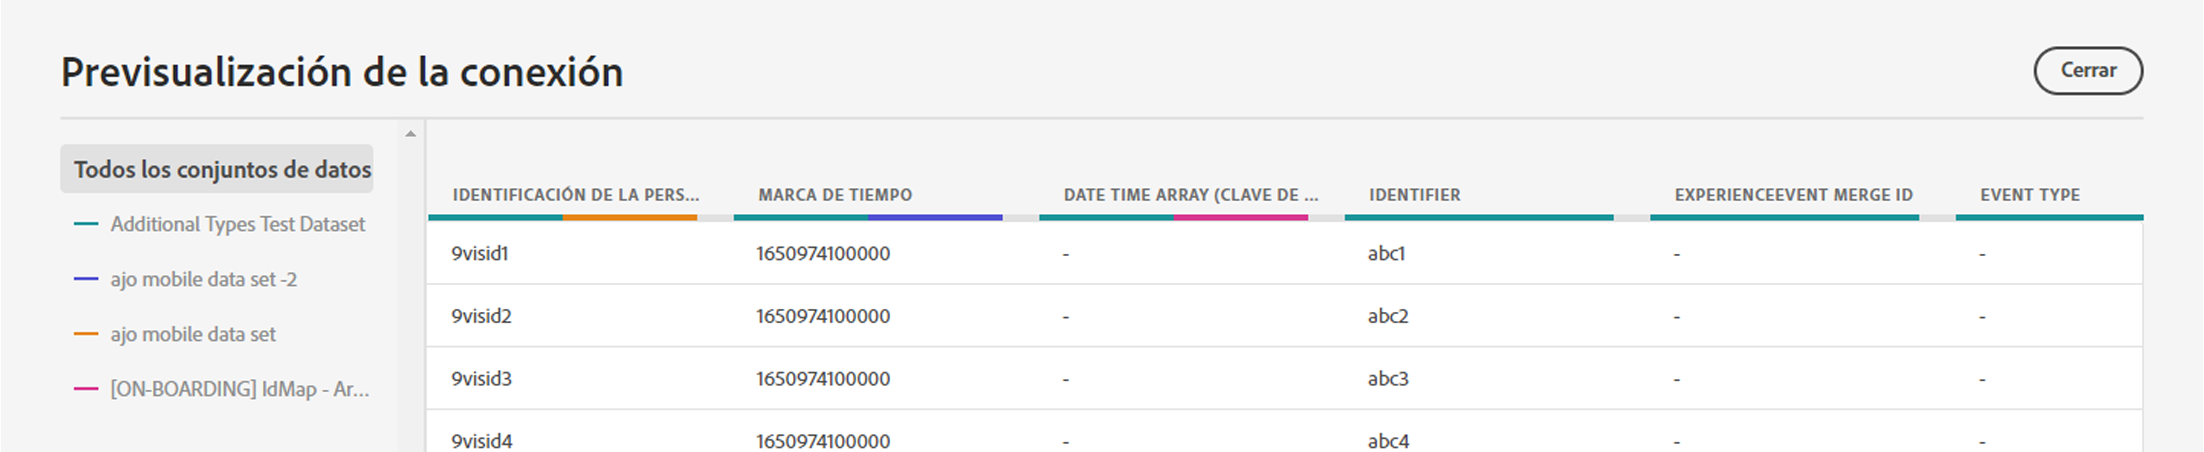 Previsualización de la conexión
Cerrar
Todos los conjuntos de datos
Additional Types Test Dataset
ajo mobile data set -2
ajo mobile data set
[ON-BOARDING] IdMap - Ar...
IDENTIFICACIÓN DE LA PERS... MARCA DE TIEMPO DATE TIME ARRAY (CLAVE DE ... IDENTIFIER EXPERIENCEEVENT MERGE ID EVENT TYPE
9visid1 1650974100000 - abc1 - -
9visid2 1650974100000 - abc2 - -
9visid3 1650974100000 - abc3 - -
9visid4 1650974100000 - abc4 - -